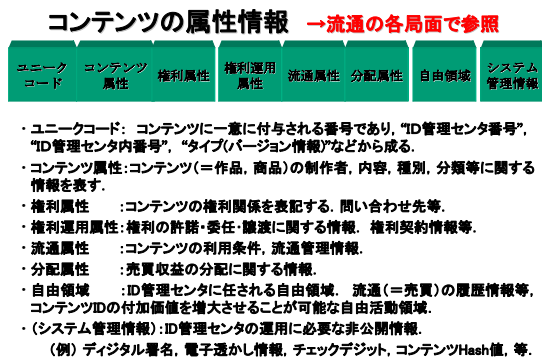 コンテンツの属性情報 →流通の各局面で参照
ユニーク
コード
コンテンツ
属性
権利属性
権利運用
属性
流通属性
分配属性
自由領域
システム
管理情報
・ユニークコード： コンテンツに一意に付与される番号であり，“ID管理センタ番号”，
“ID管理センタ内番号”， “タイプ(バージョン情報)”などから成る．
・コンテンツ属性：コンテンツ（＝作品，商品）の制作者，内容，種別，分類等に関する
情報を表す．
・権利属性 ：コンテンツの権利関係を表記する．問い合わせ先等．
・権利運用属性：権利の許諾・委任・譲渡に関する情報． 権利契約情報等．
・流通属性 ：コンテンツの利用条件，流通管理情報．
・分配属性 ：売買収益の分配に関する情報．
・自由領域 ：ID管理センタに任される自由領域． 流通（＝売買）の履歴情報等，
コンテンツIDの付加価値を増大させることが可能な自由活動領域．
・（システム管理情報）：ID管理センタの運用に必要な非公開情報．
（例） ディジタル署名，電子透かし情報，チェックデジット，コンテンツHash値，等．